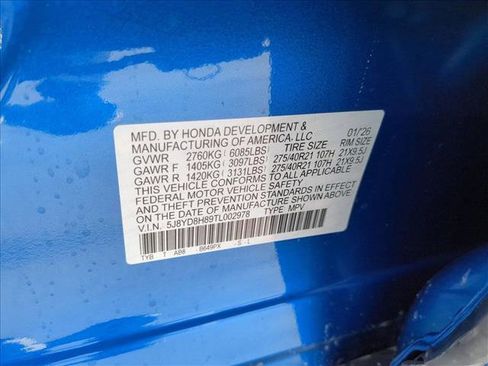 MFD. BY HONDA DEVELOPMENT & 01/26
MANUFACTURING OF AMERICA, LLC
GVWR 2760KG 6085LBS TIRE SIZE RIM SIZE
GAWR F 1405KG 3097LBS 275/40R21 107H 21X9.5J
GAWR R 1420KG 3131LBS 275/40R21 107H 21X9.5J
THIS VEHICLE CONFORMS TO ALL APPLICABLE
FEDERAL MOTOR VEHICLE SAFETY
AND THEFT PREVENTION STANDARDS IN EFFECT
ON THE DATE OF MANUFACTURE SHOWN ABOVE.
V.I.N. 5J8YD8H89TL002978 TYPE MPV
TYB T AB8 B649PX S - L